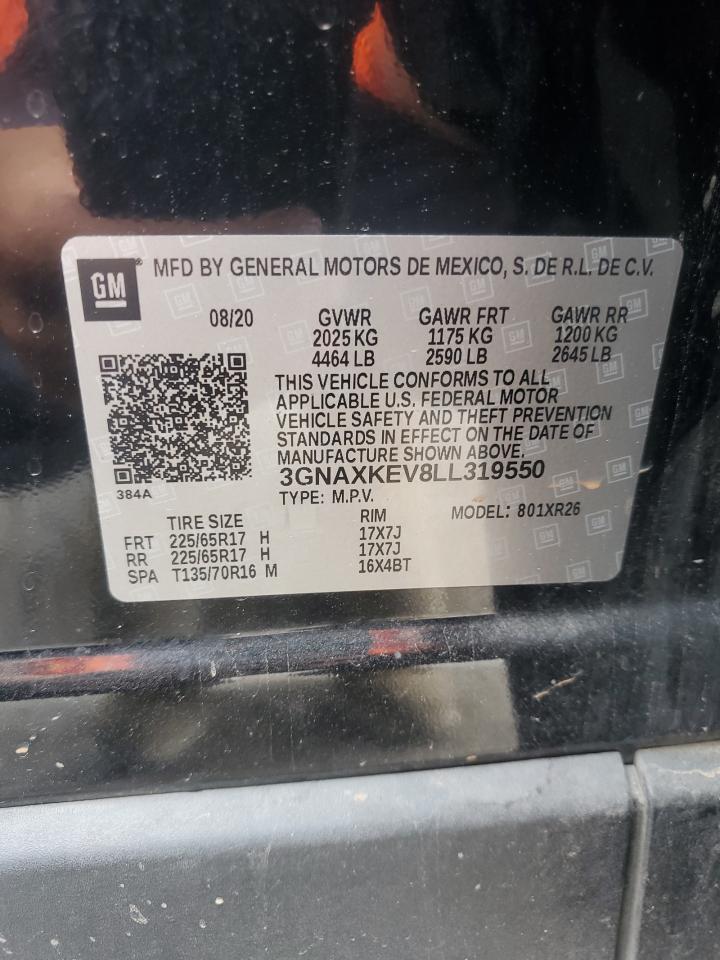 GM® MFD BY GENERAL MOTORS DE MEXICO, S. DE R.L. DE C.V.
08/20 GVWR GAWR FRT GAWR RR
2025 KG 1175 KG 1200 KG
4464 LB 2590 LB 2645 LB
THIS VEHICLE CONFORMS TO ALL
APPLICABLE U.S. FEDERAL MOTOR
VEHICLE SAFETY AND THEFT PREVENTION
STANDARDS IN EFFECT ON THE DATE OF
MANUFACTURE SHOWN ABOVE.
3GNAXKEV8LL319550
384A TYPE: M.P.V. MODEL: 801XR26
TIRE SIZE RIM
FRT 225/65R17 H 17X7J
RR 225/65R17 H 17X7J
SPA T135/70R16 M 16X4BT